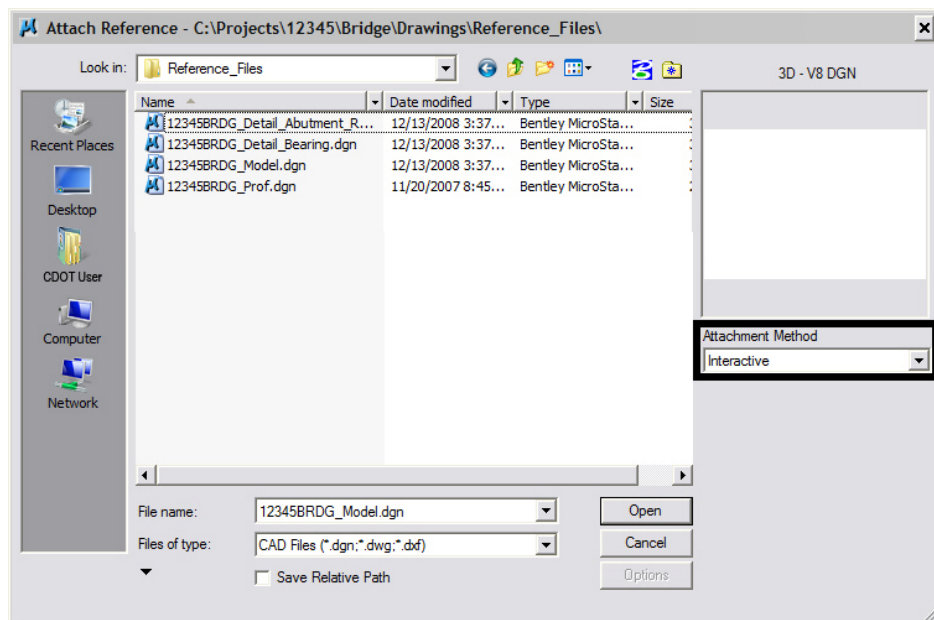 Attach Reference - C:\Projects\12345\Bridge\Drawings\Reference_Files\
Look in: Reference_Files
3D - V8 DGN
Name Date modified Type Size
12345BRDG_Detail_Abutment_R... 12/13/2008 3:37... Bentley MicroSta...
12345BRDG_Detail_Bearing.dgn 12/13/2008 3:37... Bentley MicroSta...
12345BRDG_Model.dgn 12/13/2008 3:37... Bentley MicroSta...
12345BRDG_Prof.dgn 11/20/2007 8:45... Bentley MicroSta...
Recent Places
Desktop
CDOT User
Computer
Network
Attachment Method
Interactive
File name: 12345BRDG_Model.dgn Open
Files of type: CAD Files (*.dgn;*.dwg;*.dxf) Cancel
Save Relative Path Options